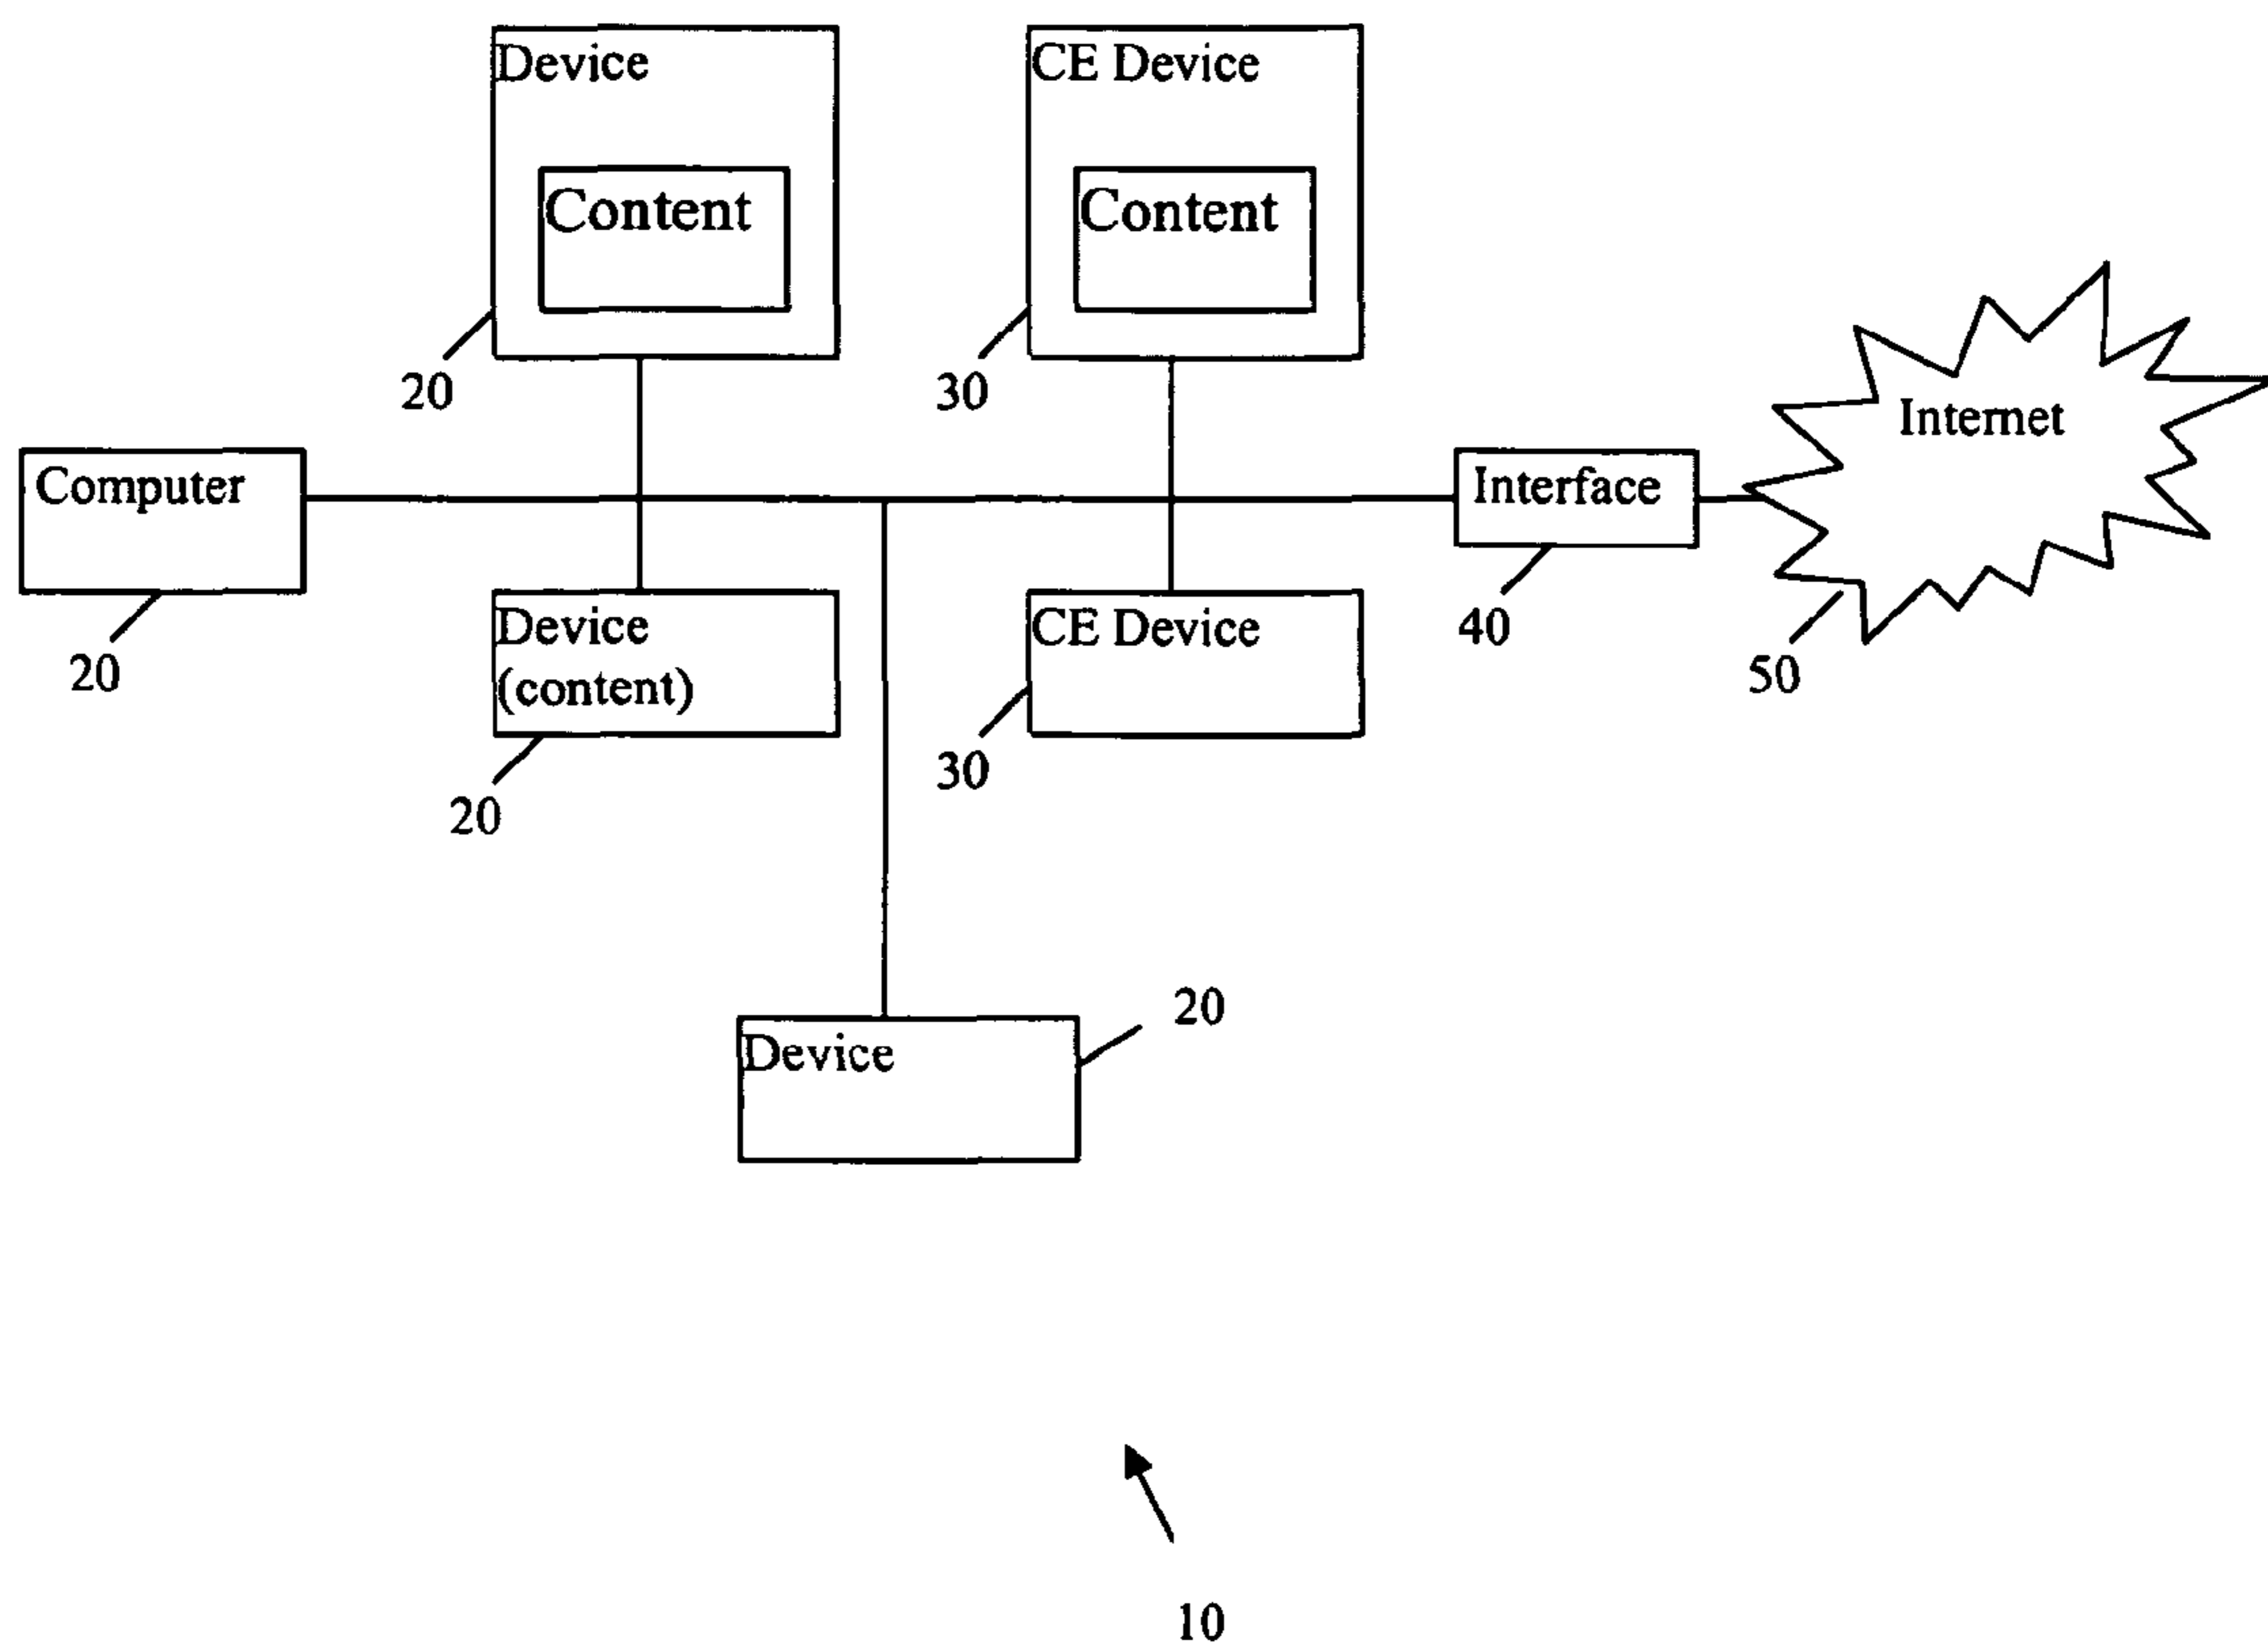 Device
CE Device
Content
Content
20
30
Internet
Computer
Interface
20
Device
(content)
CE Device
40
50
20
30
Device
20
10